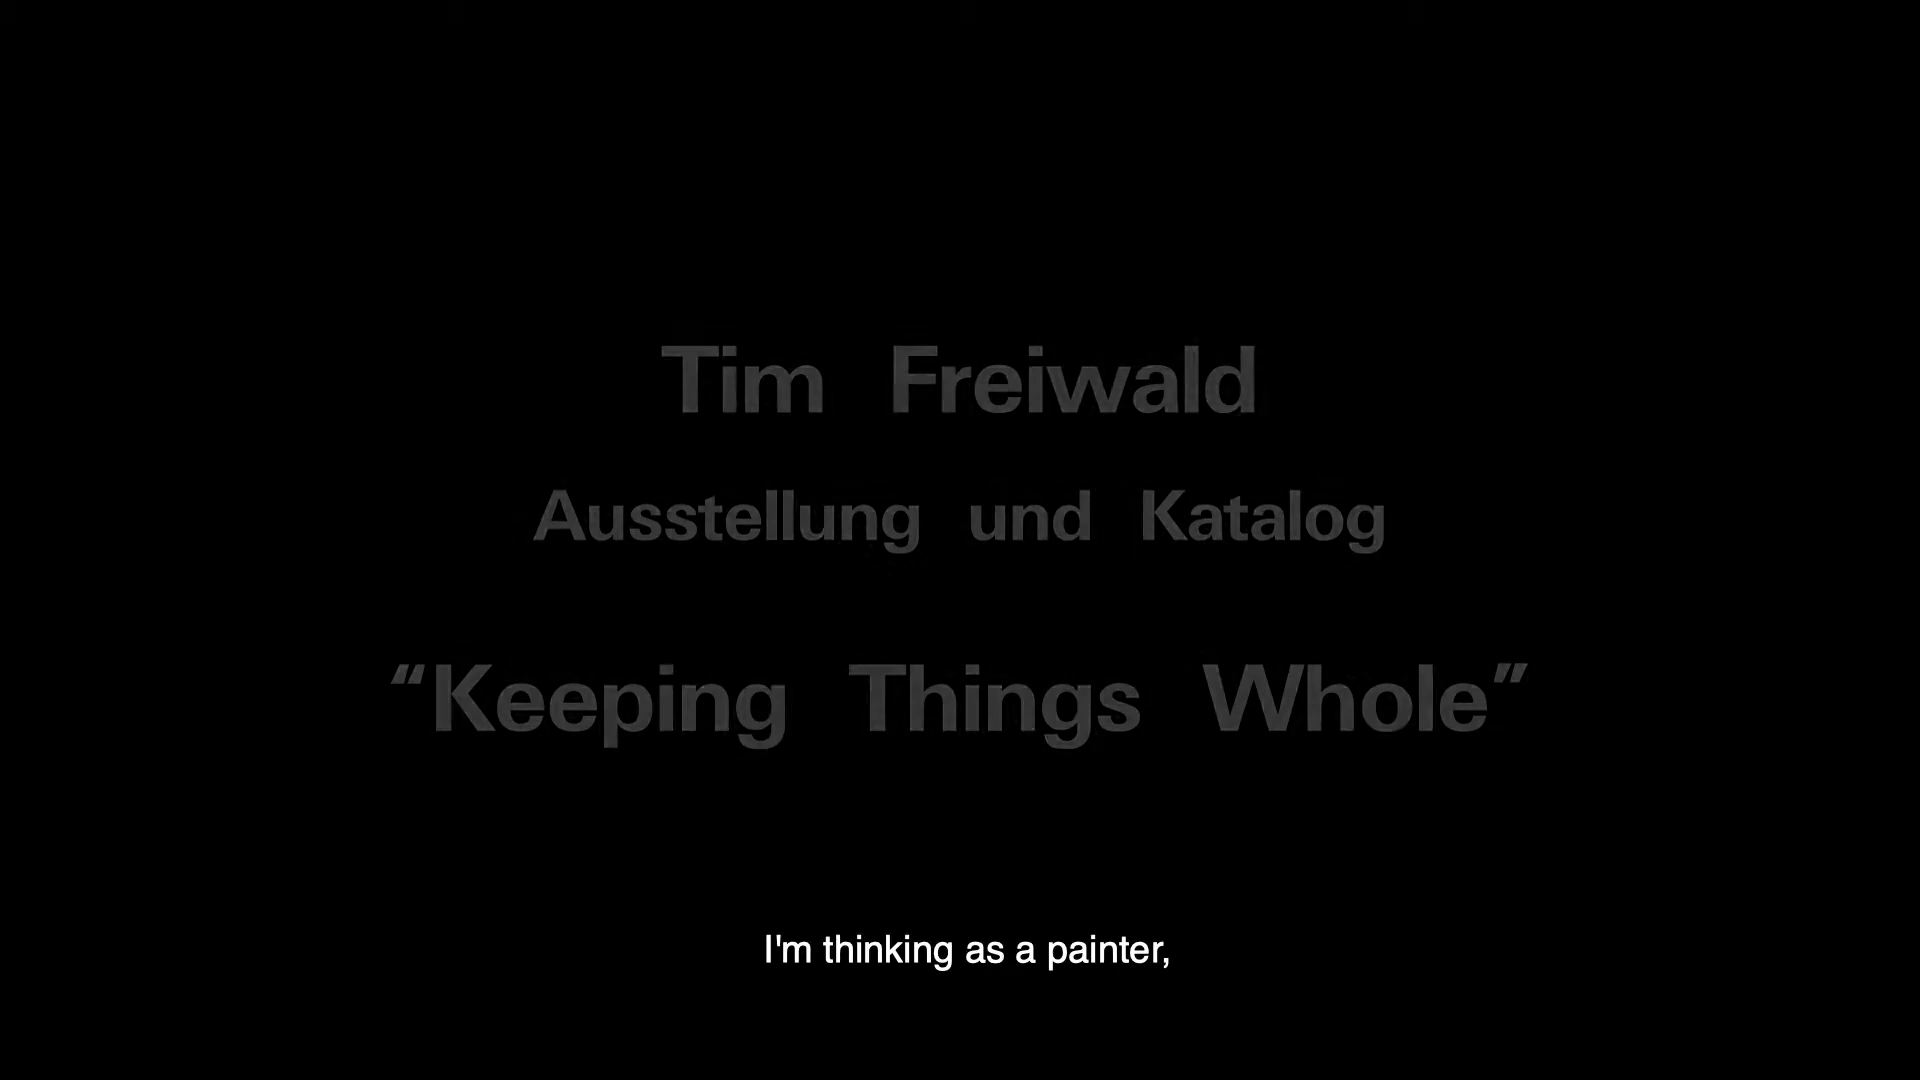 Tim Freiwald
Ausstellung und Katalog
“Keeping Things Whole”
I'm thinking as a painter,